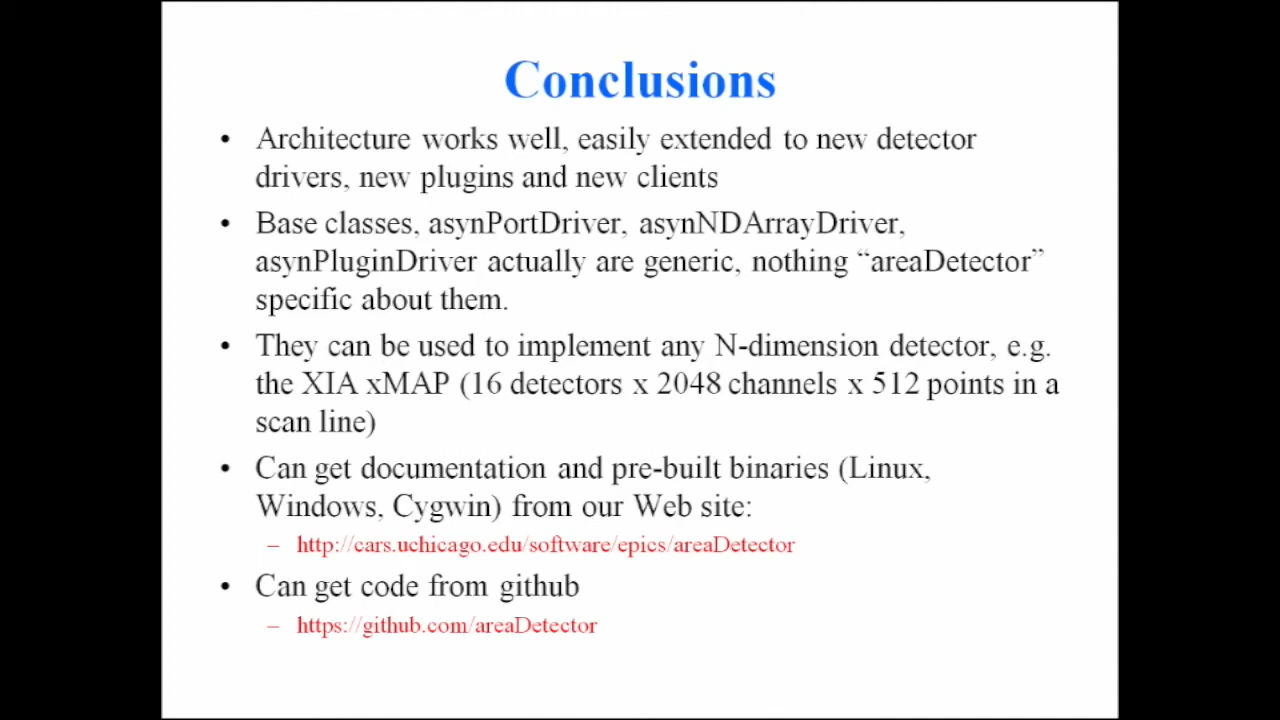 Conclusions
• Architecture works well, easily extended to new detector
drivers, new plugins and new clients
• Base classes, asynPortDriver, asynNDArrayDriver,
asynPluginDriver actually are generic, nothing “areaDetector”
specific about them.
• They can be used to implement any N-dimension detector, e.g.
the XIA xMAP (16 detectors x 2048 channels x 512 points in a
scan line)
• Can get documentation and pre-built binaries (Linux,
Windows, Cygwin) from our Web site:
– http://cars.uchicago.edu/software/epics/areaDetector
• Can get code from github
– https://github.com/areaDetector